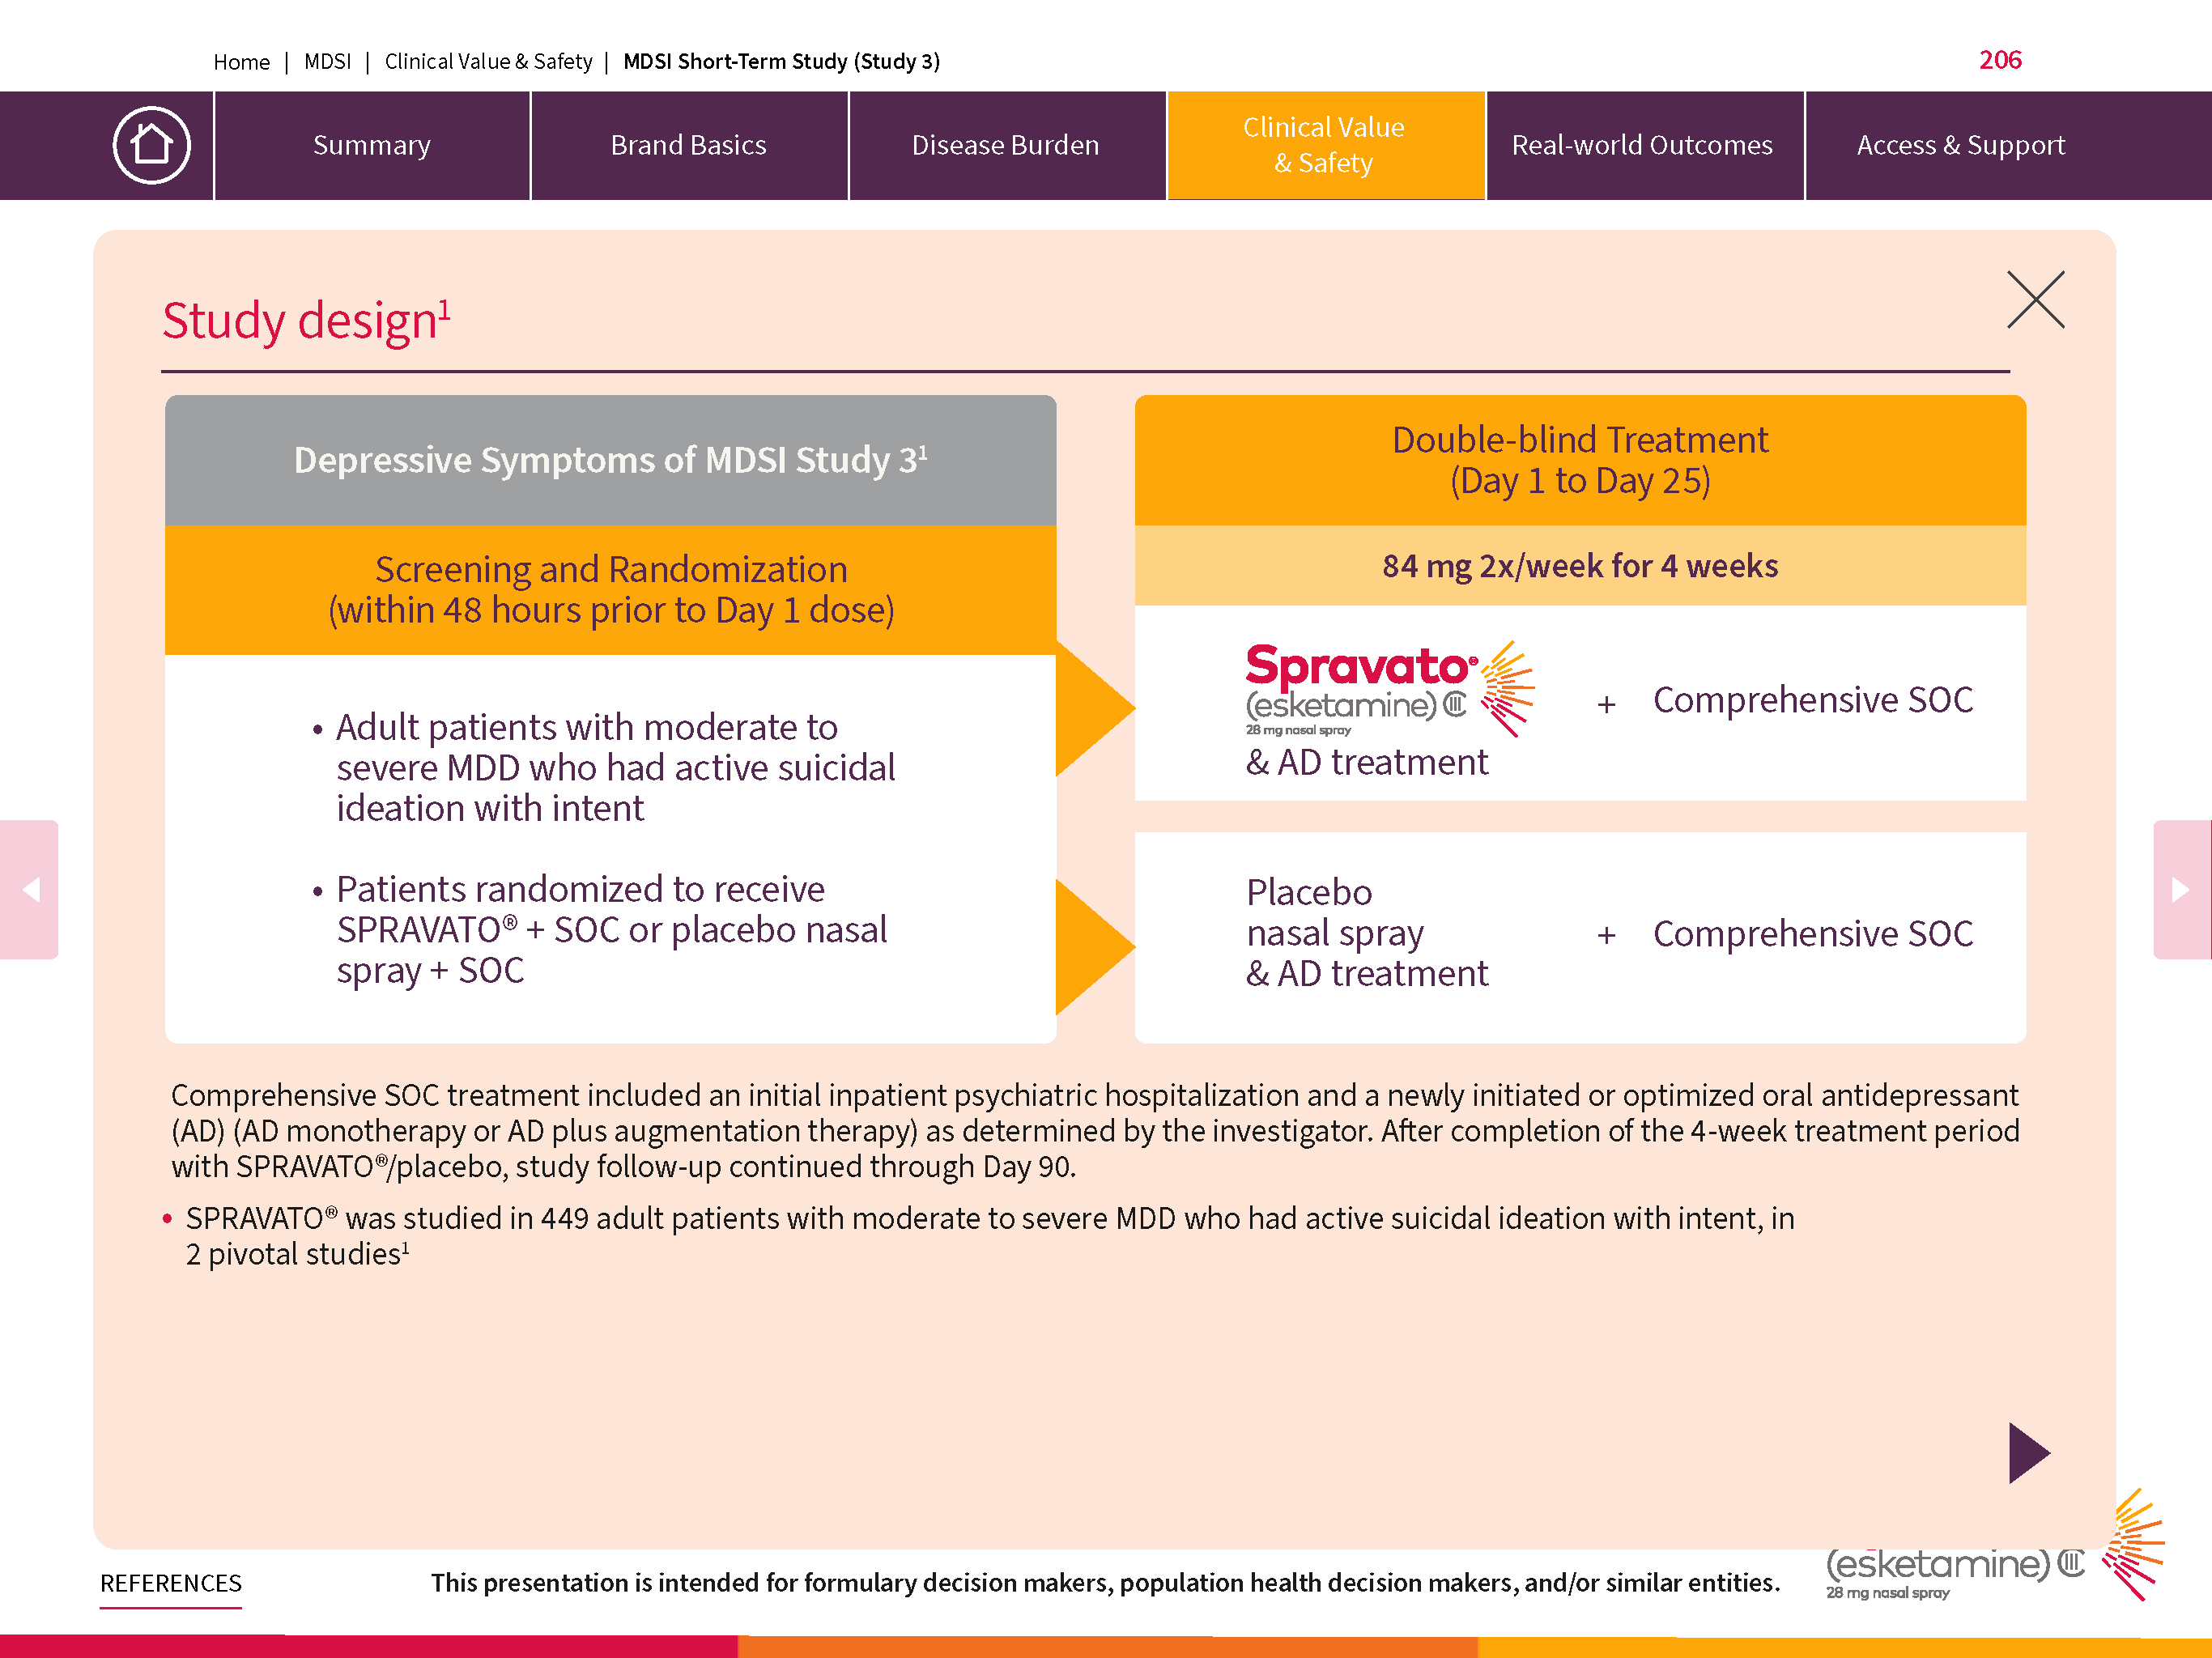 Home | MDSI | Clinical Value & Safety | MDSI Short-Term Study (Study 3)
206
Summary
Brand Basics
Disease Burden
Clinical Value
& Safety
Real-world Outcomes
Access & Support
Study design¹
Depressive Symptoms of MDSI Study 3¹
Screening and Randomization
(within 48 hours prior to Day 1 dose)
• Adult patients with moderate to
severe MDD who had active suicidal
ideation with intent
• Patients randomized to receive
SPRAVATO® + SOC or placebo nasal
spray + SOC
Double-blind Treatment
(Day 1 to Day 25)
84 mg 2x/week for 4 weeks
Spravato®
(esketamine) CIII
28 mg nasal spray
& AD treatment
+ Comprehensive SOC
Placebo
nasal spray
& AD treatment
+ Comprehensive SOC
Comprehensive SOC treatment included an initial inpatient psychiatric hospitalization and a newly initiated or optimized oral antidepressant
(AD) (AD monotherapy or AD plus augmentation therapy) as determined by the investigator. After completion of the 4-week treatment period
with SPRAVATO®/placebo, study follow-up continued through Day 90.
• SPRAVATO® was studied in 449 adult patients with moderate to severe MDD who had active suicidal ideation with intent, in
2 pivotal studies¹
REFERENCES
This presentation is intended for formulary decision makers, population health decision makers, and/or similar entities.
(esketamine) CIII
28 mg nasal spray